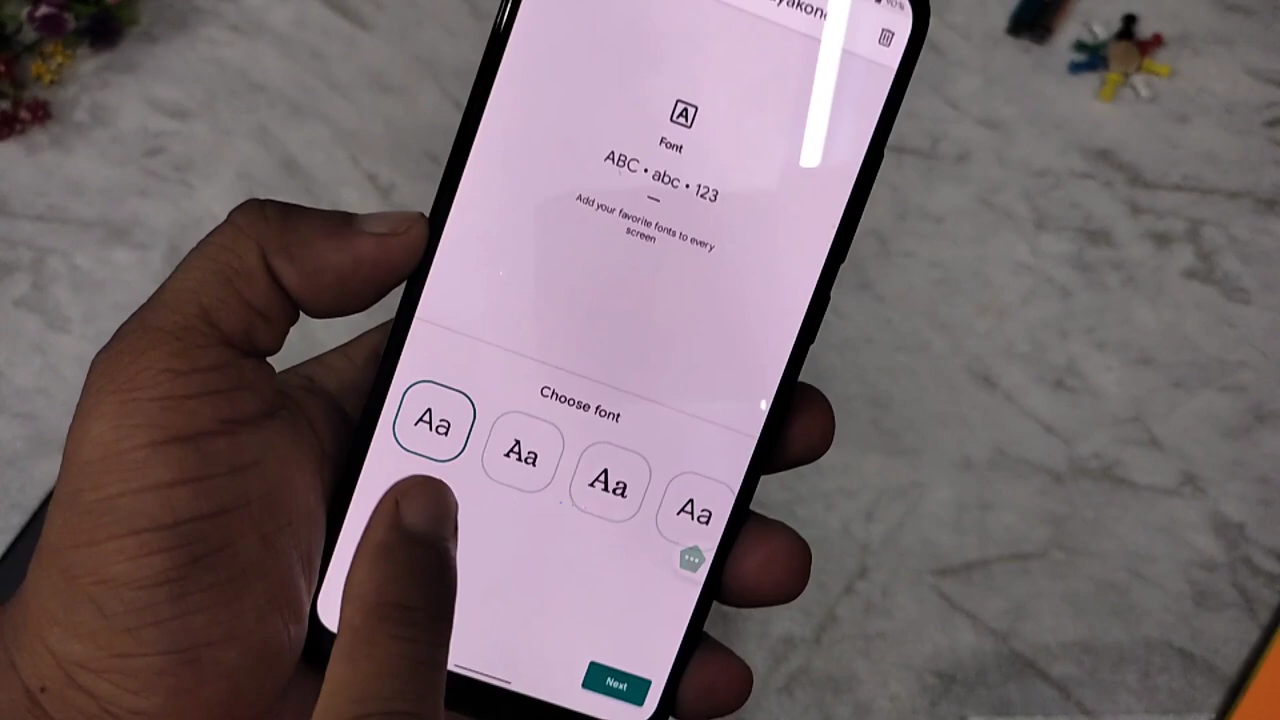 A
Font
ABC • abc • 123
Add your favorite fonts to every
screen
Choose font
Aa
Aa
Aa
Aa
Next